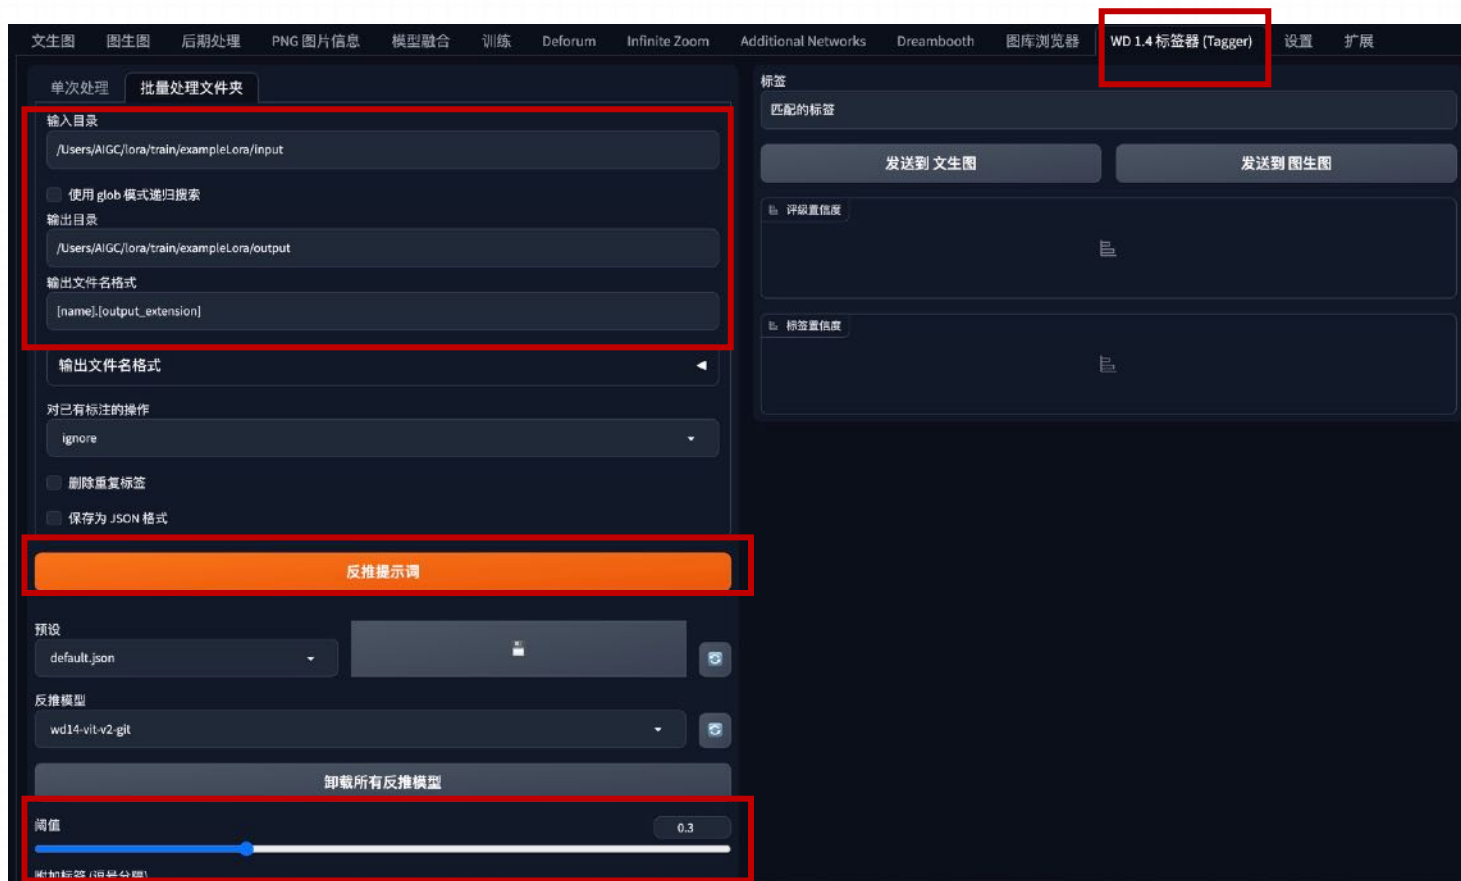 文生图 图生图 后期处理 PNG 图片信息 模型融合 训练 Deforum Infinite Zoom Additional Networks Dreambooth 图库浏览器 WD 1.4 标签器 (Tagger) 设置 扩展
单次处理 批量处理文件夹
输入目录
/Users/AIGC/lora/train/exampleLora/input
使用 glob 模式递归搜索
输出目录
/Users/AIGC/lora/train/exampleLora/output
输出文件名格式
[name].[output_extension]
输出文件名格式
对已有标注的操作
ignore
删除重复标签
保存为 JSON 格式
反推提示词
预设
default.json
反推模型
wd14-vit-v2-git
卸载所有反推模型
阈值
0.3
附加标签 (逗号分隔)
标签
匹配的标签
发送到 文生图 发送到 图生图
评级置信度
标签置信度